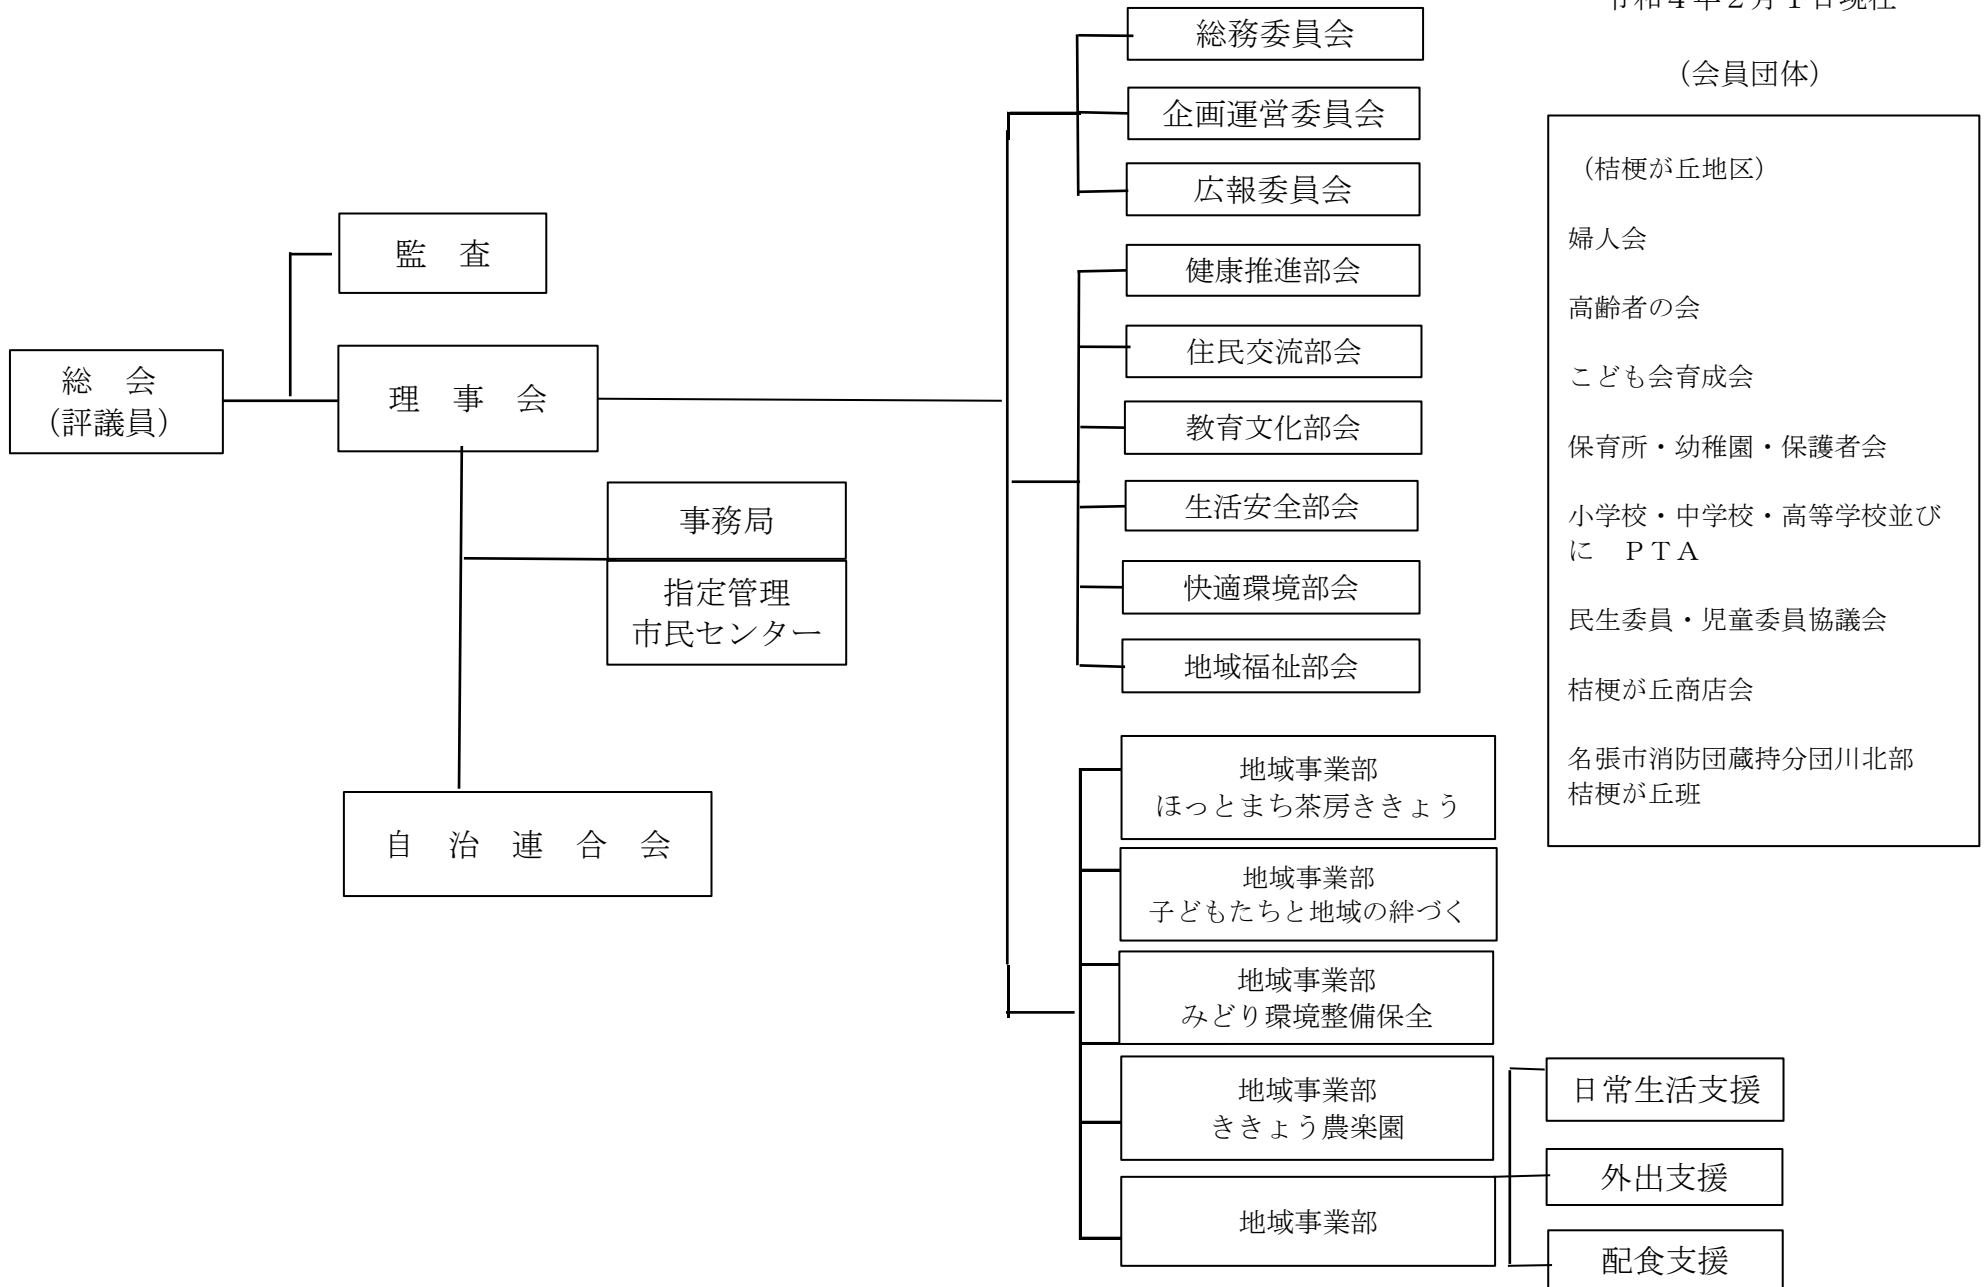 令和４年２月１日現在
（会員団体）
総務委員会
企画運営委員会
広報委員会
監　査
総　会
（評議員）
理　事　会
事務局
指定管理
市民センター
自　治　連　合　会
健康推進部会
住民交流部会
教育文化部会
生活安全部会
快適環境部会
地域福祉部会
地域事業部
ほっとまち茶房ききょう
地域事業部
子どもたちと地域の絆づく
地域事業部
みどり環境整備保全
地域事業部
ききょう農楽園
地域事業部
日常生活支援
外出支援
配食支援
（桔梗が丘地区）
婦人会
高齢者の会
こども会育成会
保育所・幼稚園・保護者会
小学校・中学校・高等学校並び
に　ＰＴＡ
民生委員・児童委員協議会
桔梗が丘商店会
名張市消防団蔵持分団川北部
桔梗が丘班